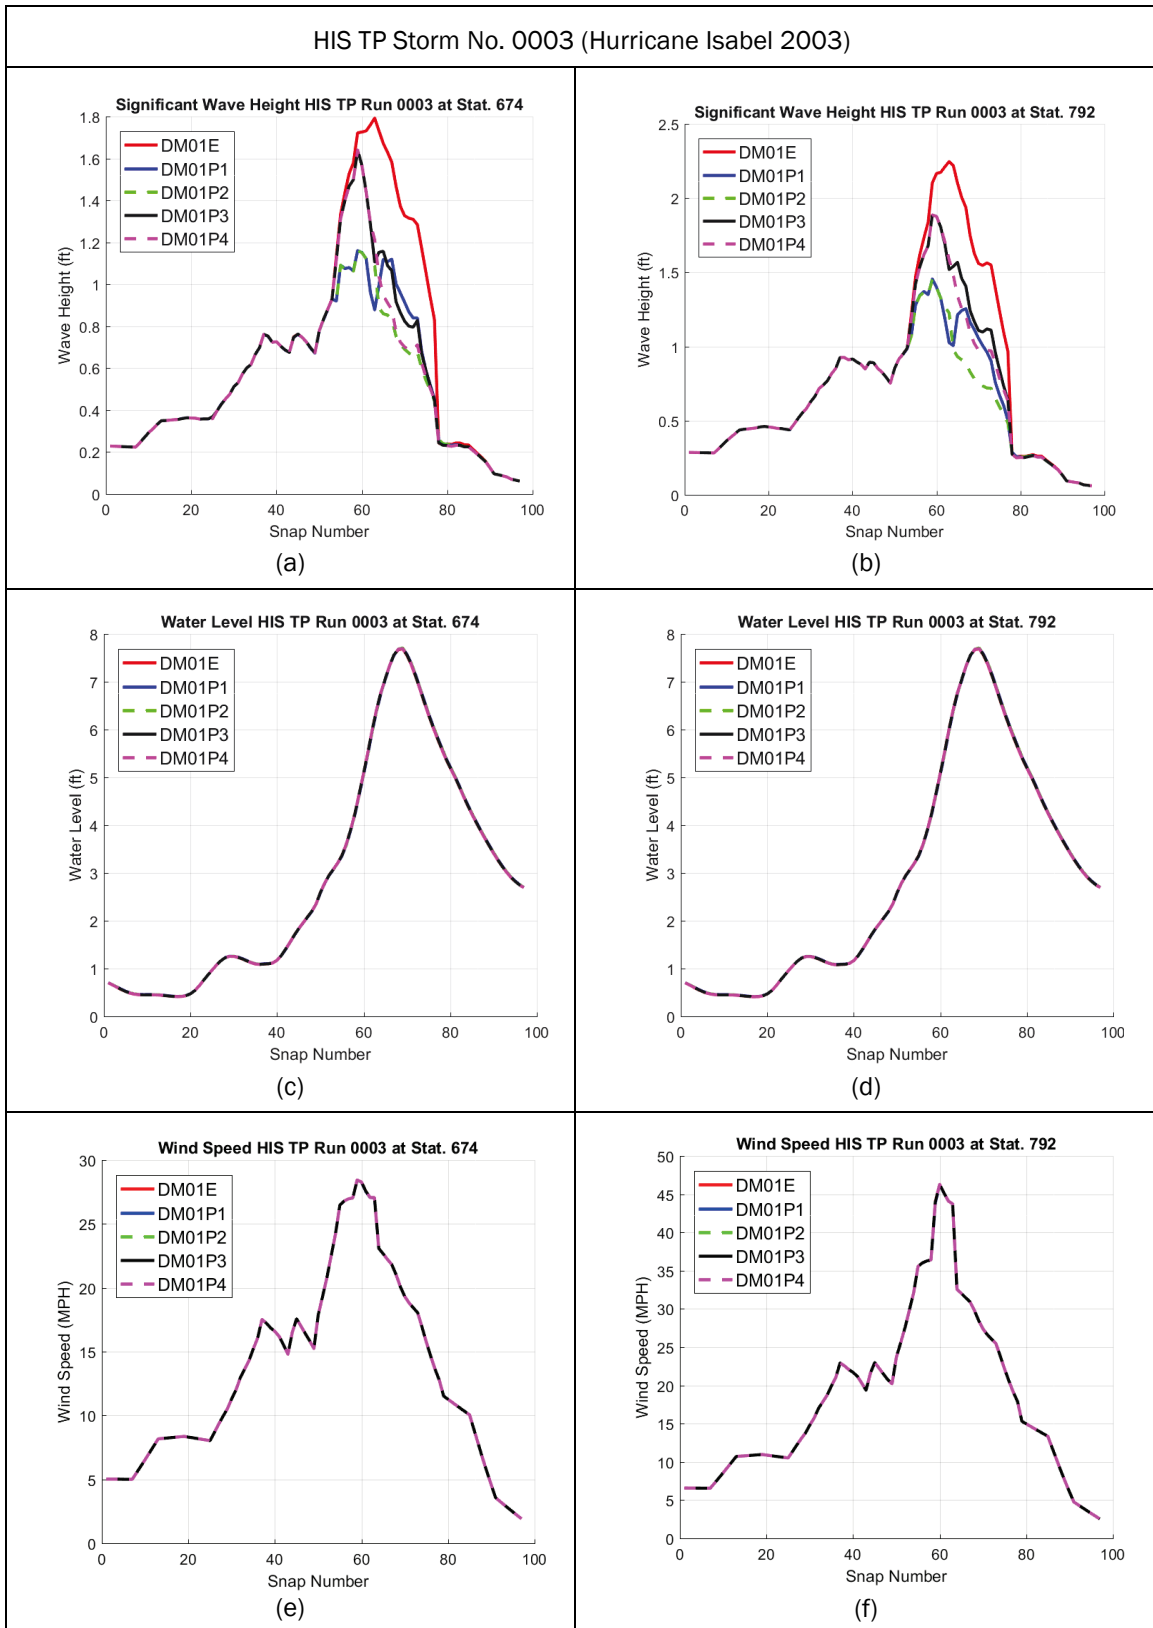 HIS TP Storm No. 0003 (Hurricane Isabel 2003)
Significant Wave Height HIS TP Run 0003 at Stat. 674
1.8
1.6
1.4
1.2
1
0.8
0.6
0.4
0.2
0
Wave Height (ft)
DM01E
DM01P1
DM01P2
DM01P3
DM01P4
0 20 40 60 80 100
Snap Number
(a)
Significant Wave Height HIS TP Run 0003 at Stat. 792
2.5
2
1.5
1
0.5
0
Wave Height (ft)
DM01E
DM01P1
DM01P2
DM01P3
DM01P4
0 20 40 60 80 100
Snap Number
(b)
Water Level HIS TP Run 0003 at Stat. 674
8
7
6
5
4
3
2
1
0
Water Level (ft)
DM01E
DM01P1
DM01P2
DM01P3
DM01P4
0 20 40 60 80 100
Snap Number
(c)
Water Level HIS TP Run 0003 at Stat. 792
8
7
6
5
4
3
2
1
0
Water Level (ft)
DM01E
DM01P1
DM01P2
DM01P3
DM01P4
0 20 40 60 80 100
Snap Number
(d)
Wind Speed HIS TP Run 0003 at Stat. 674
30
25
20
15
10
5
0
Wind Speed (MPH)
DM01E
DM01P1
DM01P2
DM01P3
DM01P4
0 20 40 60 80 100
Snap Number
(e)
Wind Speed HIS TP Run 0003 at Stat. 792
50
45
40
35
30
25
20
15
10
5
0
Wind Speed (MPH)
DM01E
DM01P1
DM01P2
DM01P3
DM01P4
0 20 40 60 80 100
Snap Number
(f)